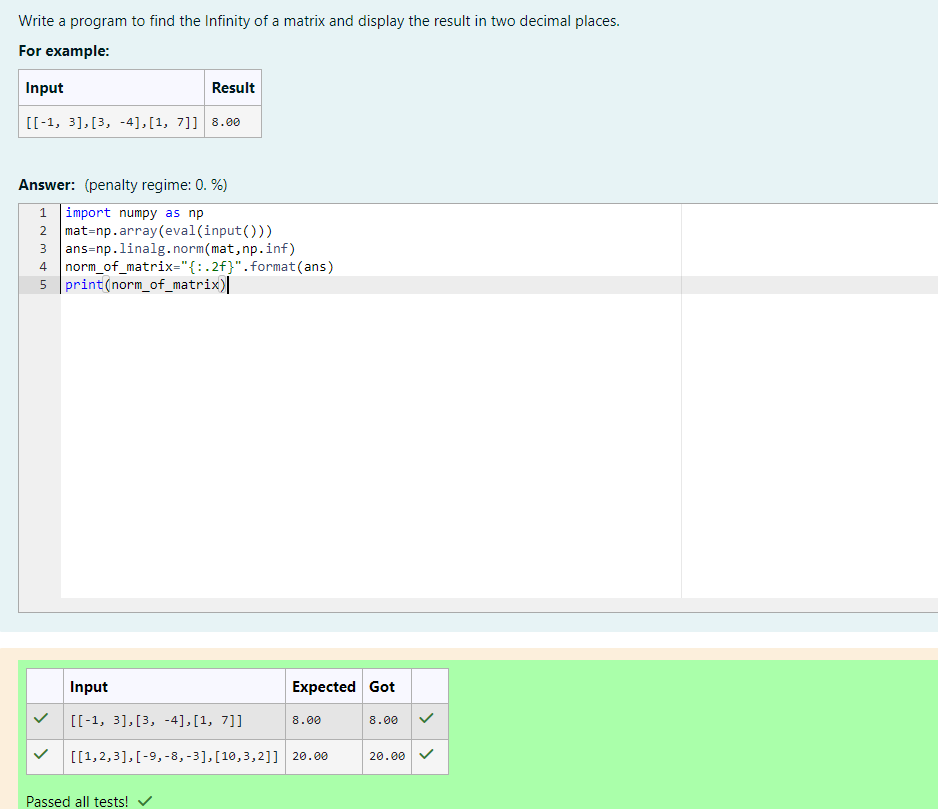 Write a program to find the Infinity of a matrix and display the result in two decimal places.
For example:
Input Result
[[-1, 3],[3, -4],[1, 7]] 8.00
Answer: (penalty regime: 0. %)
1 import numpy as np
2 mat=np.array(eval(input()))
3 ans=np.linalg.norm(mat,np.inf)
4 norm_of_matrix="{:.2f}".format(ans)
5 print(norm_of_matrix)
Input Expected Got
[[-1, 3],[3, -4],[1, 7]] 8.00 8.00
[[1,2,3],[-9,-8,-3],[10,3,2]] 20.00 20.00
Passed all tests!